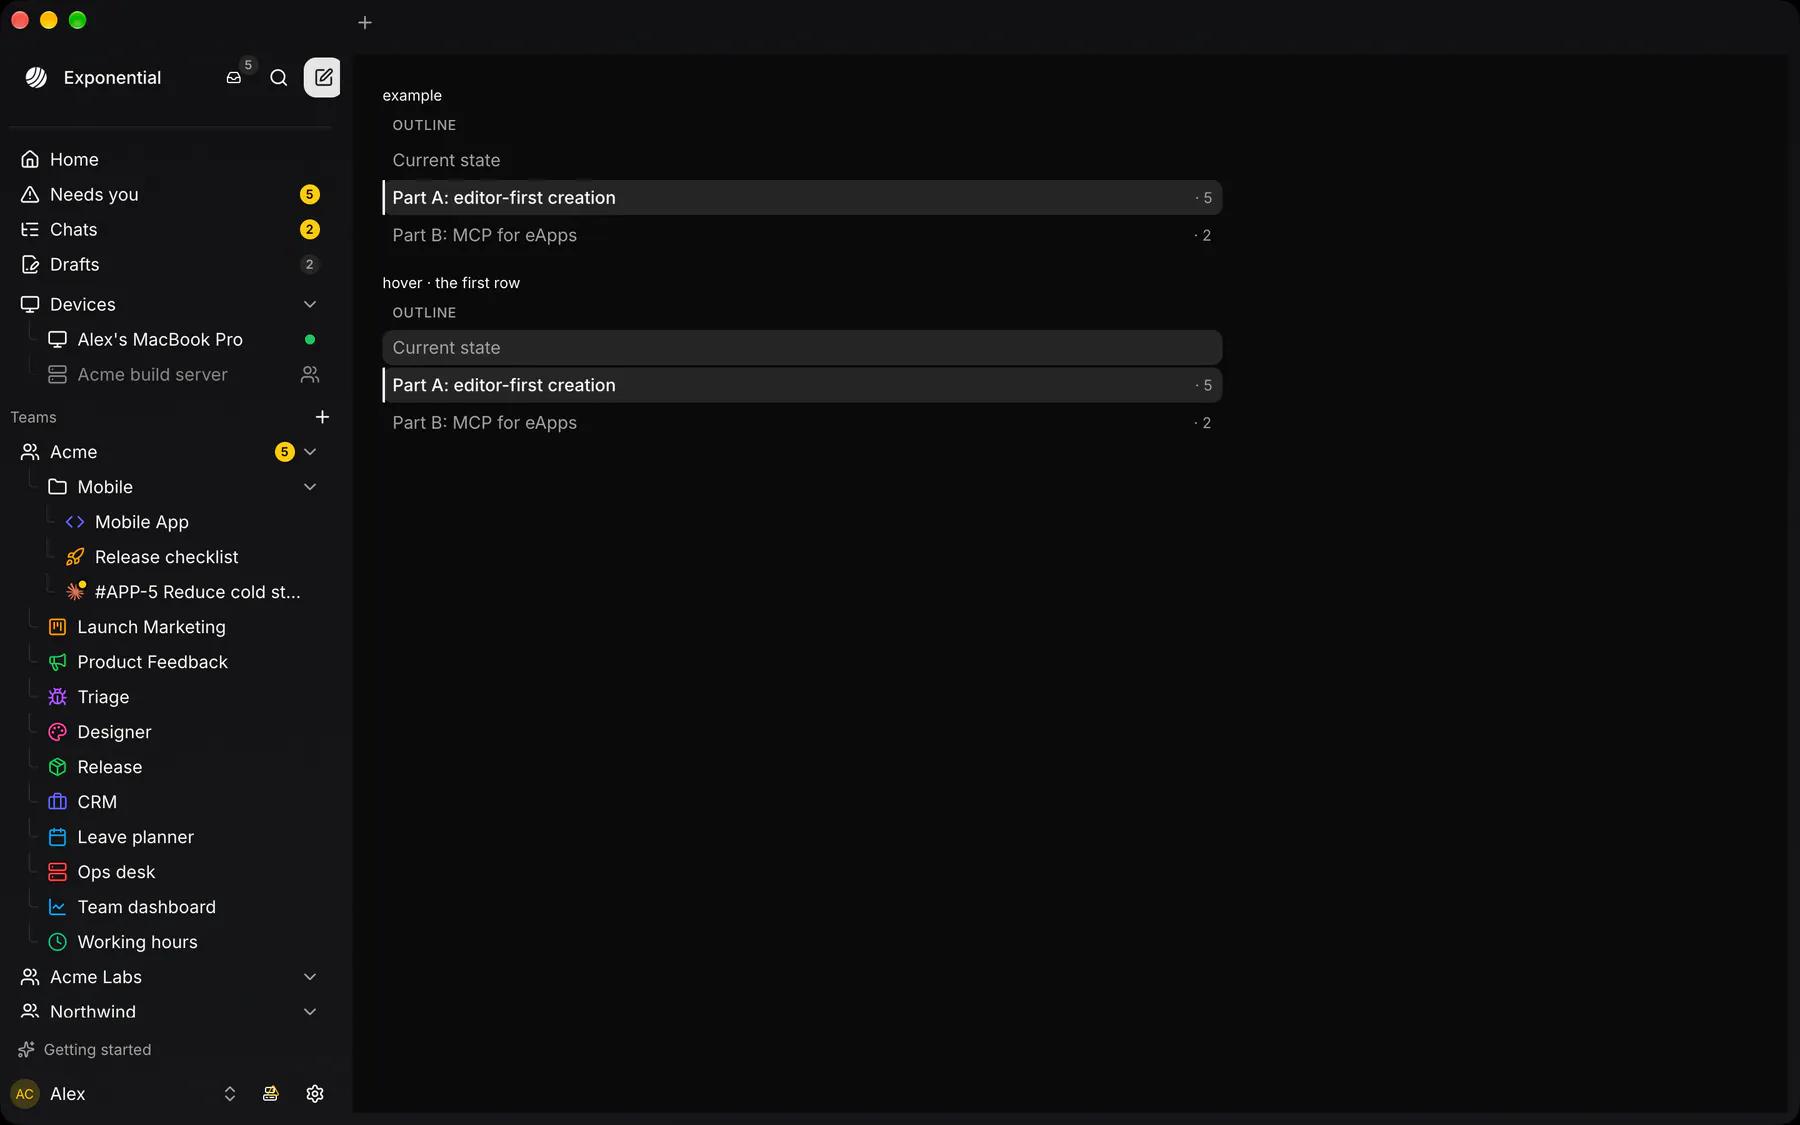 Exponential
5
Home
Needs you
5
Chats
2
Drafts
2
Devices
Alex's MacBook Pro
Acme build server
Teams
Acme
5
Mobile
Mobile App
Release checklist
#APP-5 Reduce cold st...
Launch Marketing
Product Feedback
Triage
Designer
Release
CRM
Leave planner
Ops desk
Team dashboard
Working hours
Acme Labs
Northwind
Getting started
AC
Alex
example
OUTLINE
Current state
Part A: editor-first creation · 5
Part B: MCP for eApps · 2
hover · the first row
OUTLINE
Current state
Part A: editor-first creation · 5
Part B: MCP for eApps · 2